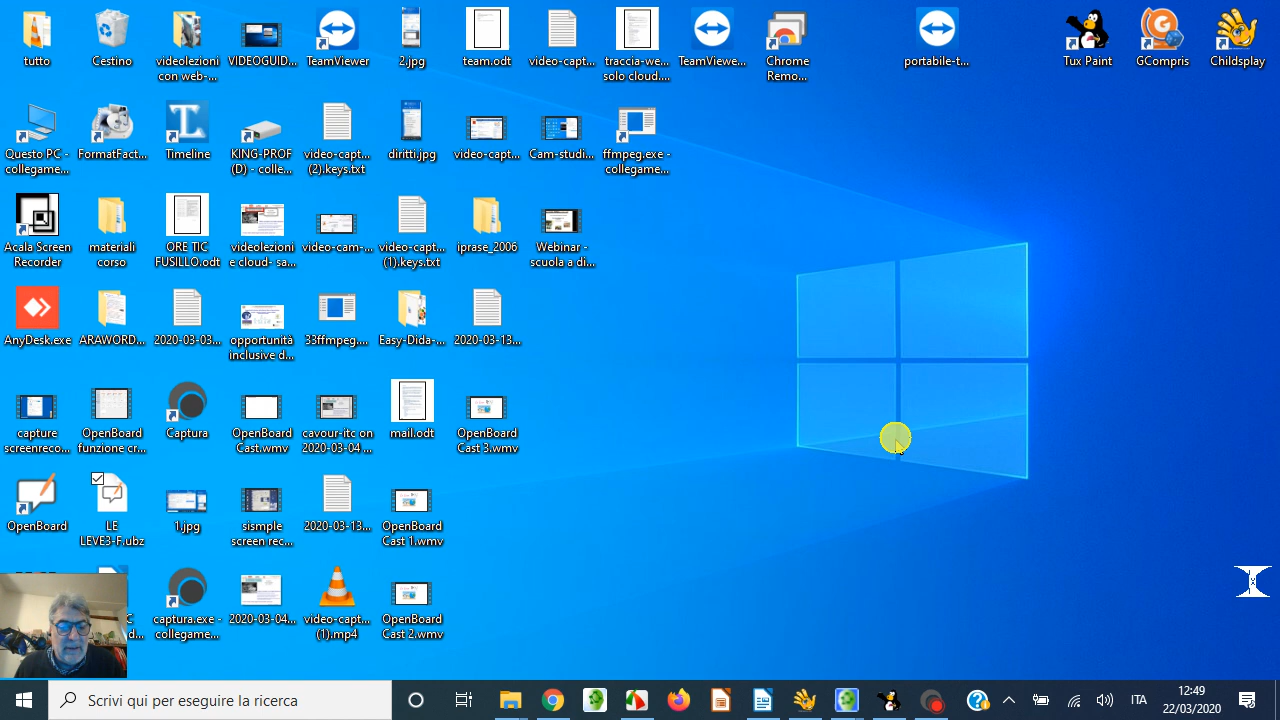 tutto
Cestino
videolezioni
con web-...
VIDEOGUID...
TeamViewer
2.jpg
team.odt
video-capt...
traccia-we...
solo cloud....
TeamViewe...
Chrome
Remo...
portabile-t...
Tux Paint
GCompris
Childsplay
Questo PC -
collegame...
FormatFact...
Timeline
KING-PROF
(D) - colle...
video-capt...
(2).keys.txt
diritti.jpg
video-capt...
Cam-studi...
ffmpeg.exe -
collegame...
Acala Screen
Recorder
materiali
corso
ORE TIC
FUSILLO.odt
videolezioni
e cloud- sa...
video-cam-...
video-capt...
(1).keys.txt
iprase_2006
Webinar -
scuola a di...
AnyDesk.exe
ARAWORD...
2020-03-03...
opportunità
inclusive d...
33ffmpeg....
Easy-Dida-...
2020-03-13...
capture
screenreco...
OpenBoard
funzione cr...
Captura
OpenBoard
Cast.wmv
cavour-itc on
2020-03-04 ...
mail.odt
OpenBoard
Cast 3.wmv
OpenBoard
LE
LEVE3-F.ubz
1.jpg
sismple
screen rec...
2020-03-13...
OpenBoard
Cast 1.wmv
captura.exe -
collegame...
2020-03-04...
video-capt...
(1).mp4
OpenBoard
Cast 2.wmv
Scrivi qui per eseguire la ricerca
ITA
22/03/2020